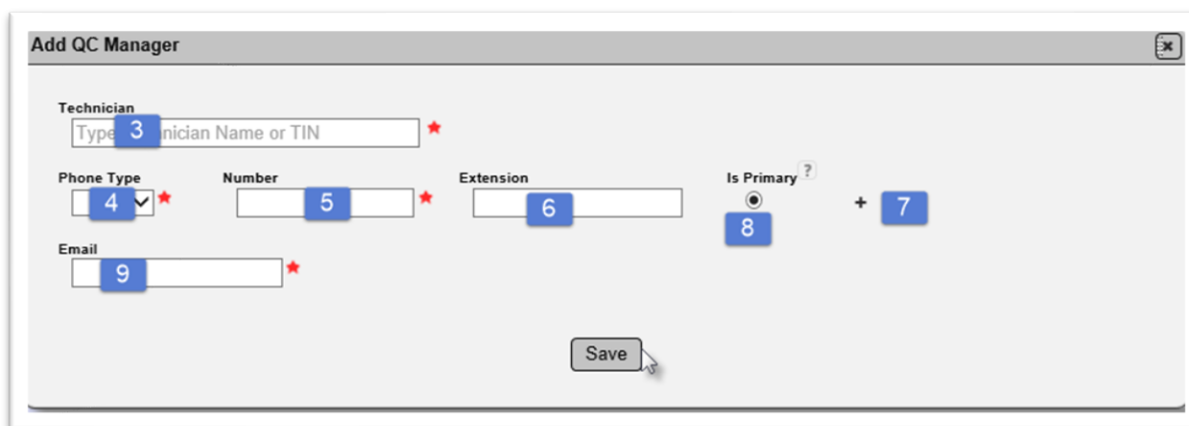 Add QC Manager
Technician
Type 3 nician Name or TIN
Phone Type Number Extension Is Primary ?
4 5 6 8 + 7
Email
9
Save